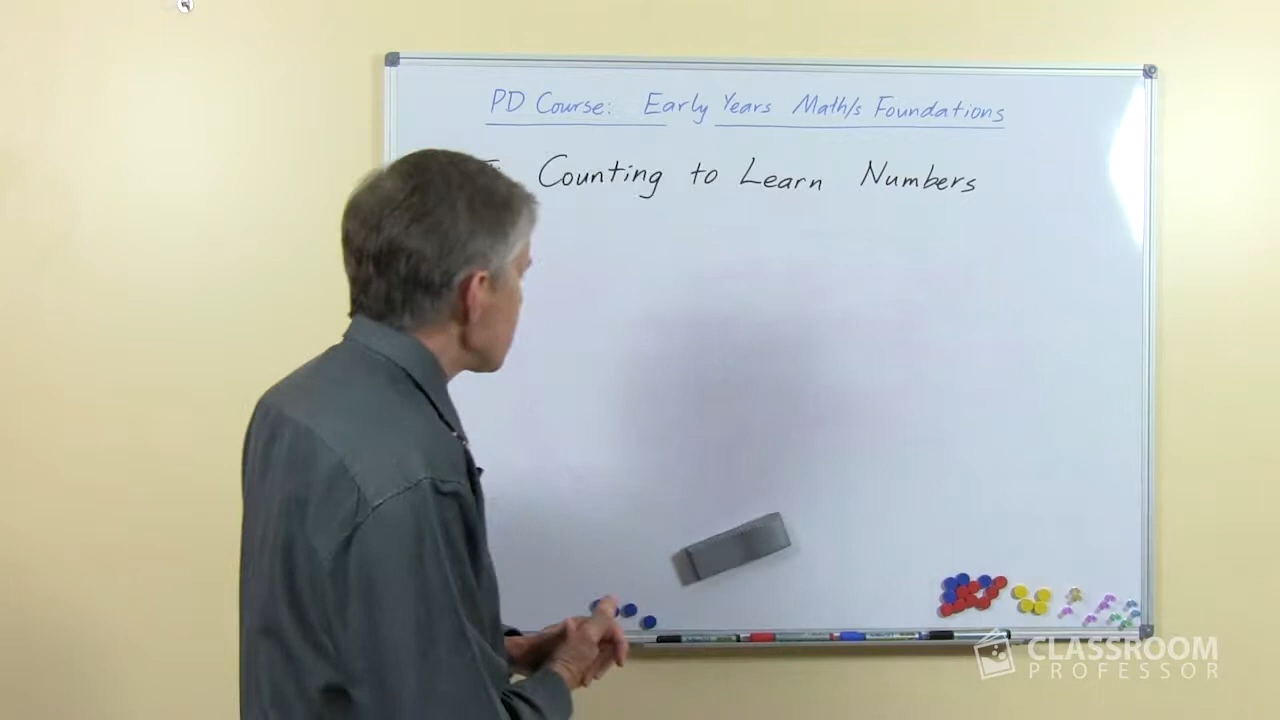 PD Course: Early Years Math/s Foundations
Counting to Learn Numbers
CLASSROOM
PROFESSOR